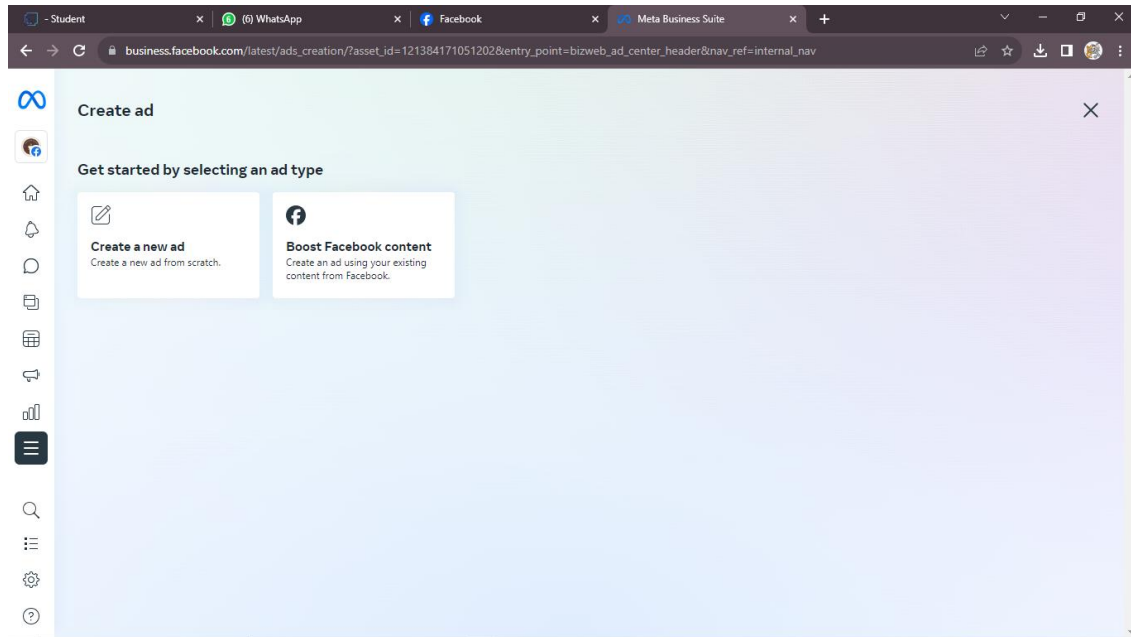 - Student
(6) WhatsApp
Facebook
Meta Business Suite
business.facebook.com/latest/ads_creation/?asset_id=121384171051202&entry_point=bizweb_ad_center_header&nav_ref=internal_nav
Create ad
Get started by selecting an ad type
Create a new ad
Create a new ad from scratch.
Boost Facebook content
Create an ad using your existing
content from Facebook.